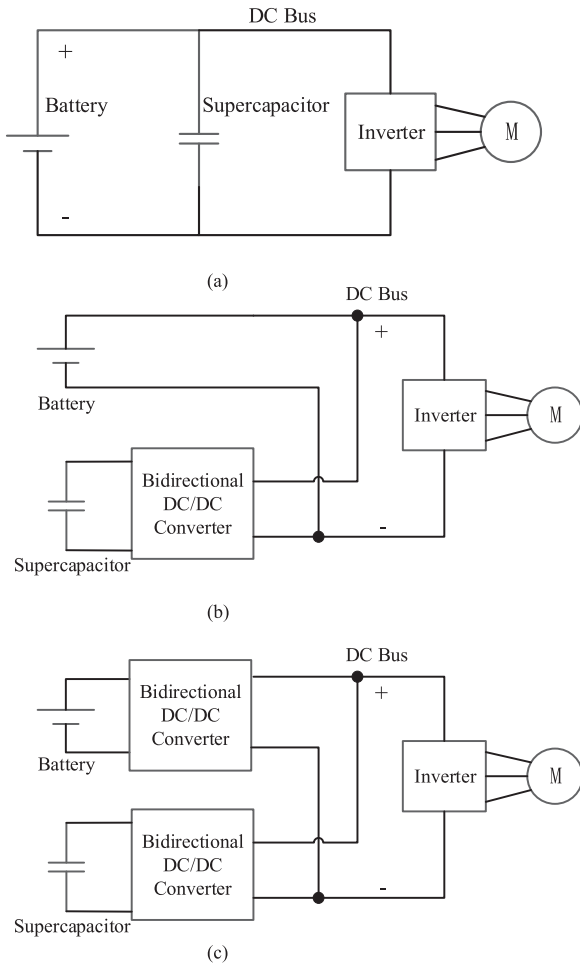 DC Bus
+
Battery
Supercapacitor
Inverter
M
-
(a)
DC Bus
+
Battery
Inverter
M
Bidirectional
DC/DC
Converter
-
Supercapacitor
(b)
DC Bus
+
Bidirectional
DC/DC
Converter
Battery
Inverter
M
Bidirectional
DC/DC
Converter
-
Supercapacitor
(c)